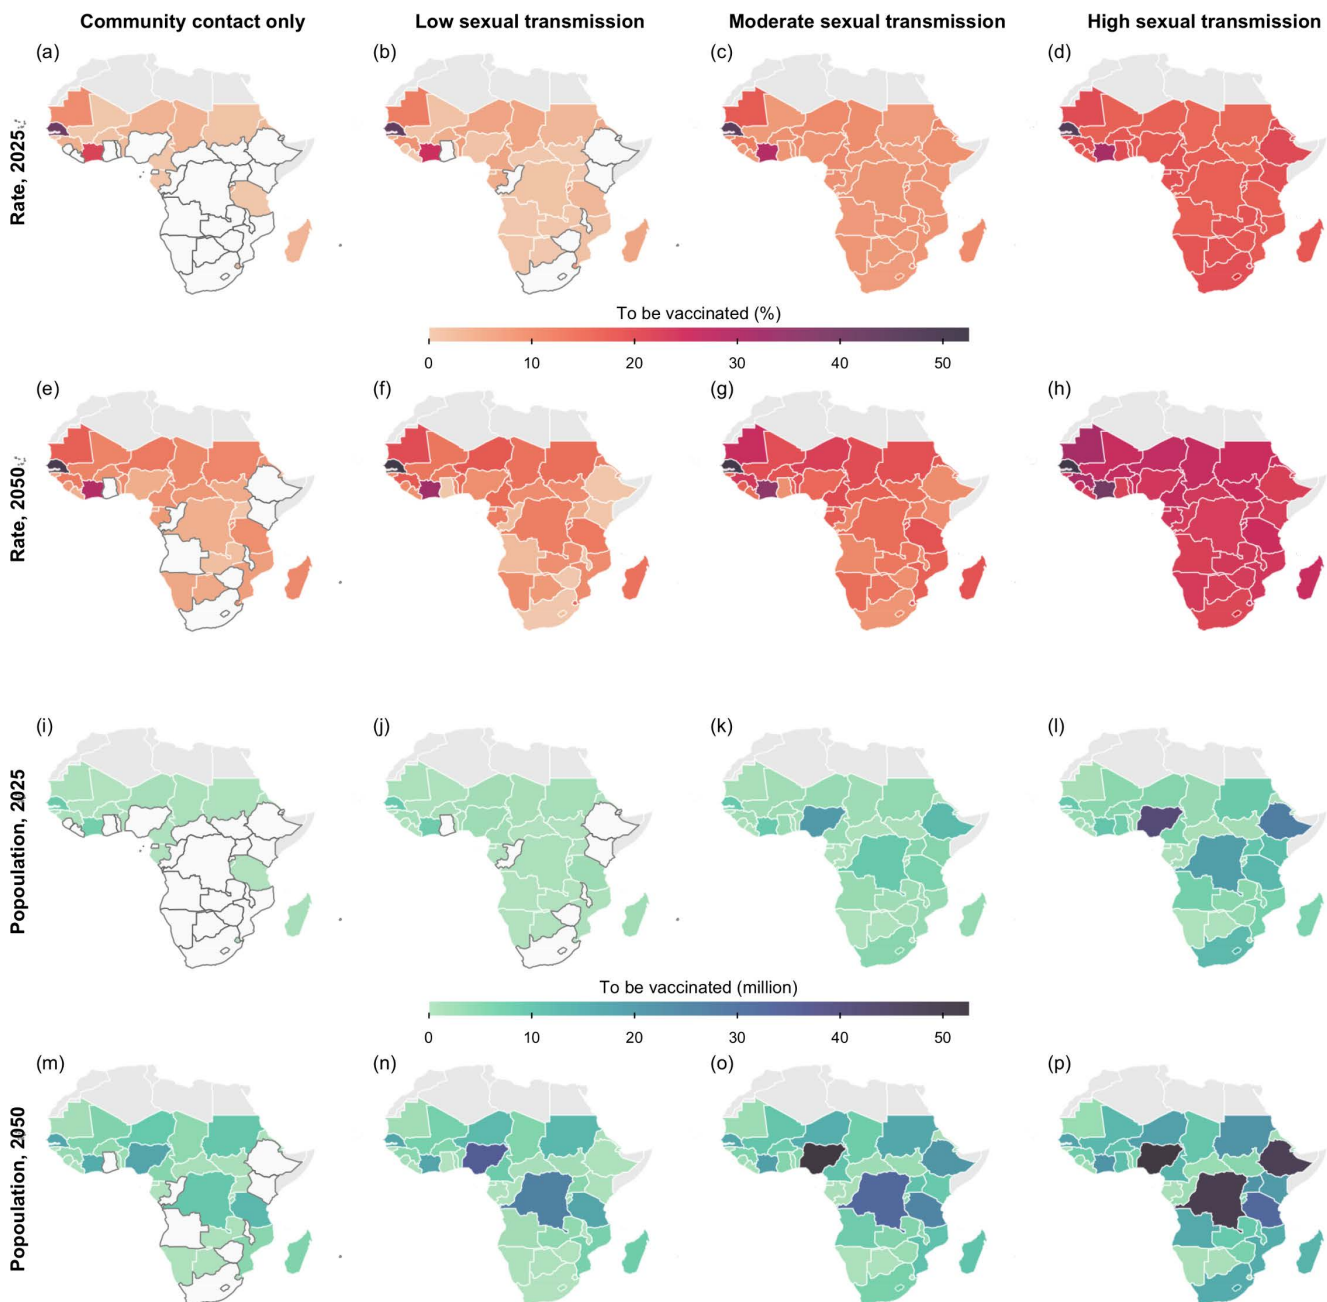 Community contact only
Low sexual transmission
Moderate sexual transmission
High sexual transmission
(a)
(b)
(c)
(d)
Rate, 2025
To be vaccinated (%)
0 10 20 30 40 50
(e)
(f)
(g)
(h)
Rate, 2050
(i)
(j)
(k)
(l)
Popoulation, 2025
To be vaccinated (million)
0 10 20 30 40 50
(m)
(n)
(o)
(p)
Popoulation, 2050